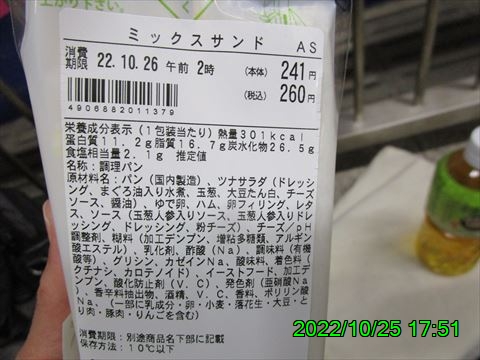 上がり下さい。
ミックスサンド AS
消費期限 22.10.26 午前 2時
(本体) 241円
(税込) 260円
4906882011379
栄養成分表示(1包装当たり)熱量301kcal
蛋白質11.2g脂質16.7g炭水化物26.5g
食塩相当量2.1g 推定値
名称:調理パン
原材料名:パン(国内製造)、ツナサラダ(ドレッシ
ング、まぐろ油入り水煮、玉葱、大豆たん白、チーズ
ソース、醤油)、ゆで卵、ハム、卵フィリング、レタ
ス、ソース(玉葱人参入りソース、玉葱人参入りドレ
ッシング、ドレッシング、粉チーズ)、チーズ/pH
調整剤、糊料(加工デンプン、増粘多糖類、アルギン
酸エステル)、乳化剤、酢酸(Na)、調味料(有機
酸等)、グリシン、カゼインNa、酸味料、着色料(
クチナシ、カロテノイド)、イーストフード、加工デ
ンプン、酸化防止剤(V.C)、発色剤(亜硝酸Na
)、香辛料抽出物、酒精、V.C、香料、ポリリン酸
Na、(一部に乳成分・卵・小麦・落花生・大豆・と
り肉・豚肉・りんごを含む)
消費期限:別途商品名下部に記載
保存方法:10℃以下
2022/10/25 17:51